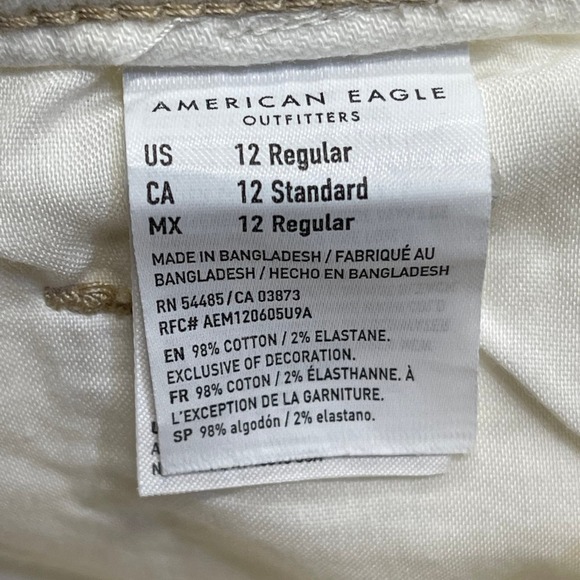 AMERICAN EAGLE
OUTFITTERS
US 12 Regular
CA 12 Standard
MX 12 Regular
MADE IN BANGLADESH / FABRIQUÉ AU
BANGLADESH / HECHO EN BANGLADESH
RN 54485 / CA 03873
RFC# AEM120605U9A
EN 98% COTTON / 2% ELASTANE.
EXCLUSIVE OF DECORATION.
FR 98% COTON / 2% ÉLASTHANNE. À
L'EXCEPTION DE LA GARNITURE.
SP 98% algodón / 2% elastano.